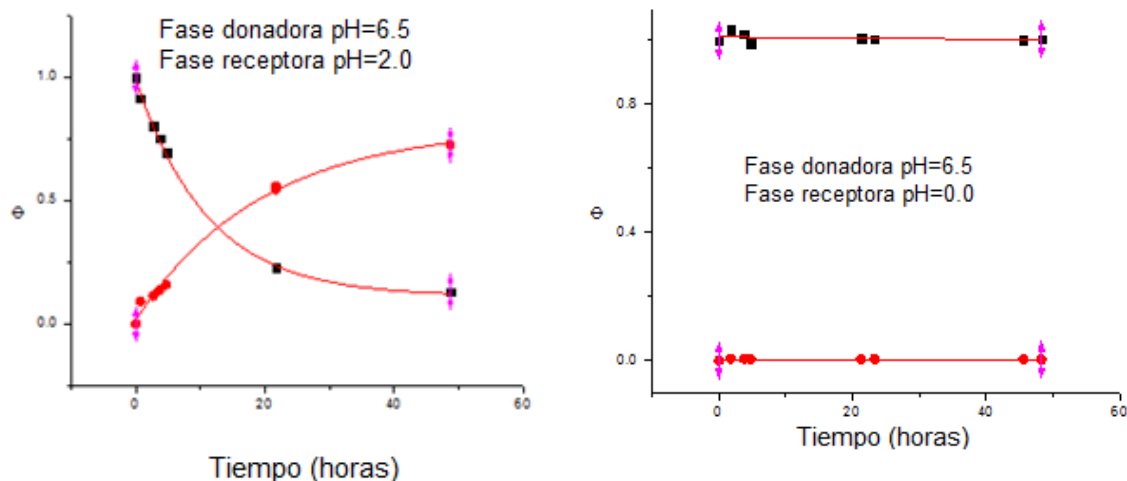 Fase donadora pH=6.5
Fase receptora pH=2.0
1.0
0.5
0.0
Φ
0
20
40
60
Tiempo (horas)
0.8
0.4
0.0
Φ
Fase donadora pH=6.5
Fase receptora pH=0.0
0
20
40
60
Tiempo (horas)